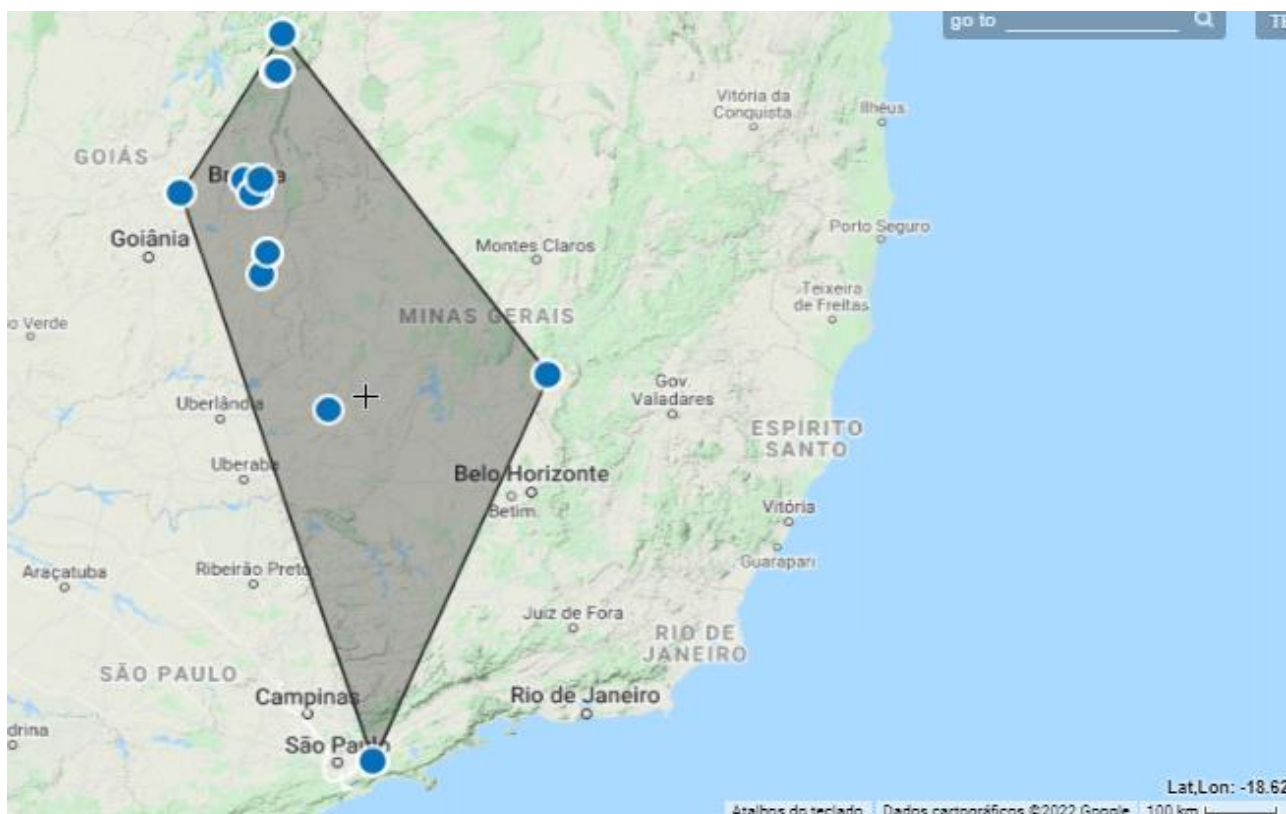 go to
Vitória da
Conquista
Ilhéus
GOIÁS
Goiânia
Montes Claros
Porto Seguro
Teixeira
de Freitas
MINAS GERAIS
o Verde
Gov.
Valadares
Uberlândia
ESPÍRITO
SANTO
Uberaba
Belo Horizonte
Betim
Vitória
Guarapari
Araçatuba
Ribeirão Preto
Juiz de Fora
RIO DE
JANEIRO
SÃO PAULO
Campinas
Rio de Janeiro
drina
São Paulo
Lat,Lon: -18.62
Atalhos do teclado
Dados cartográficos ©2022 Google
100 km